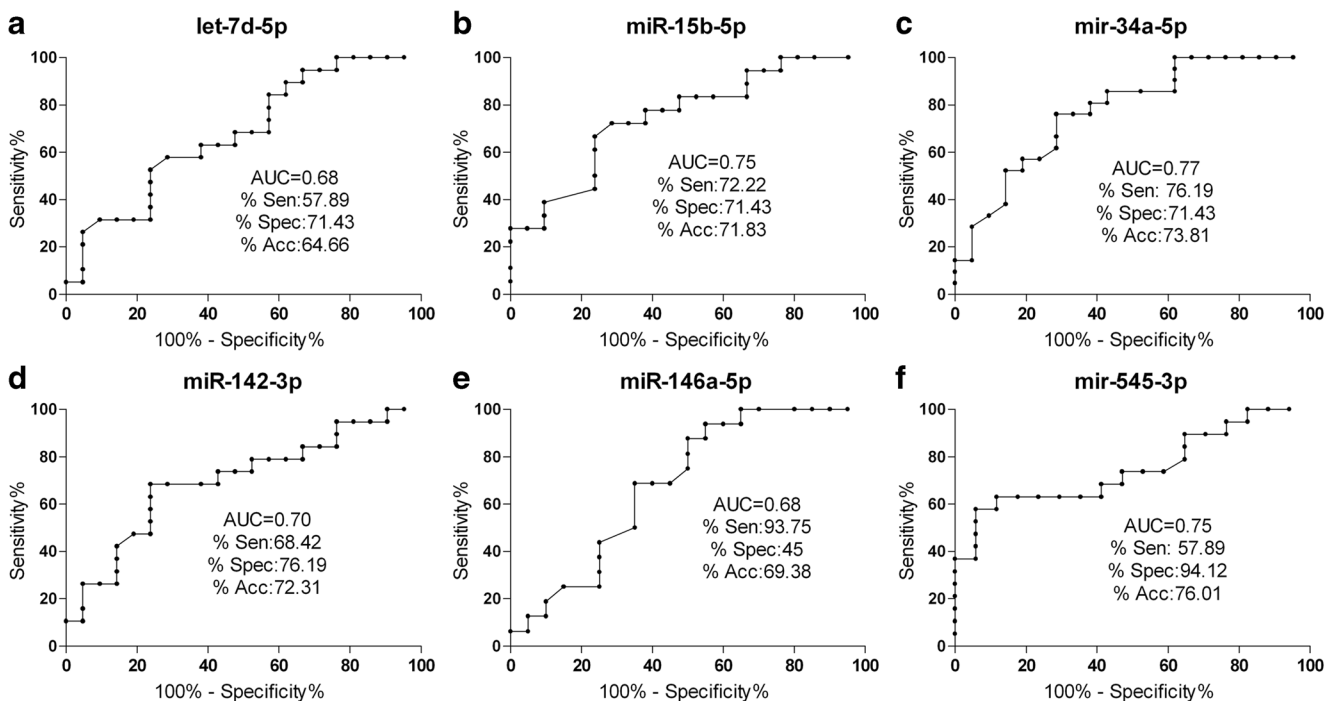 a
let-7d-5p
100
80
60
40
20
0
Sensitivity%
AUC=0.68
% Sen:57.89
% Spec:71.43
% Acc:64.66
0 20 40 60 80 100
100% - Specificity%
b
miR-15b-5p
100
80
60
40
20
0
Sensitivity%
AUC=0.75
% Sen:72.22
% Spec:71.43
% Acc:71.83
0 20 40 60 80 100
100% - Specificity%
c
mir-34a-5p
100
80
60
40
20
0
Sensitivity%
AUC=0.77
% Sen: 76.19
% Spec:71.43
% Acc:73.81
0 20 40 60 80 100
100% - Specificity%
d
miR-142-3p
100
80
60
40
20
0
Sensitivity%
AUC=0.70
% Sen:68.42
% Spec:76.19
% Acc:72.31
0 20 40 60 80 100
100% - Specificity%
e
miR-146a-5p
100
80
60
40
20
0
Sensitivity%
AUC=0.68
% Sen:93.75
% Spec:45
% Acc:69.38
0 20 40 60 80 100
100% - Specificity%
f
mir-545-3p
100
80
60
40
20
0
Sensitivity%
AUC=0.75
% Sen: 57.89
% Spec:94.12
% Acc:76.01
0 20 40 60 80 100
100% - Specificity%